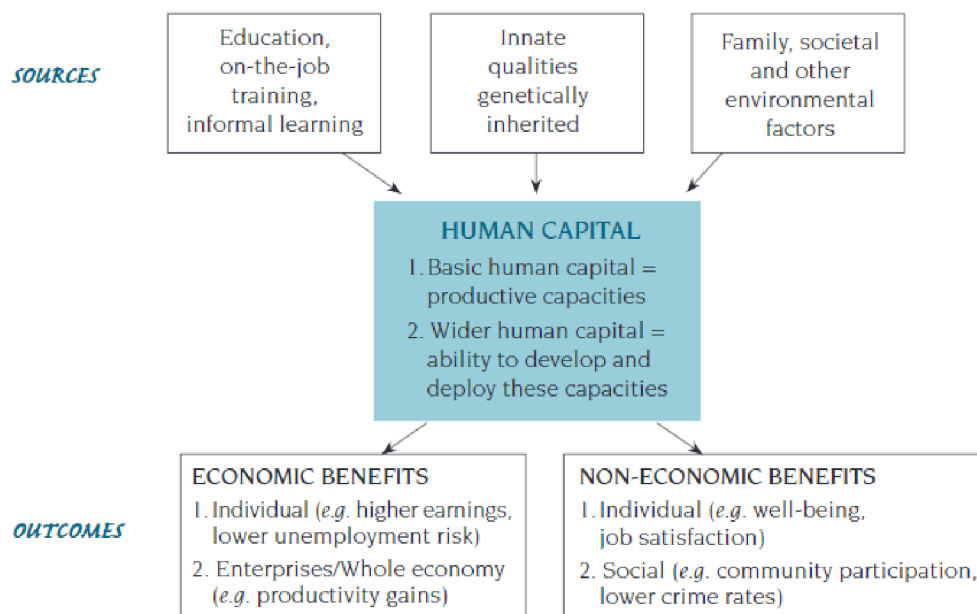 SOURCES
Education,
on-the-job
training,
informal learning
Innate
qualities
genetically
inherited
Family, societal
and other
environmental
factors
HUMAN CAPITAL
1. Basic human capital =
productive capacities
2. Wider human capital =
ability to develop and
deploy these capacities
OUTCOMES
ECONOMIC BENEFITS
1. Individual (e.g. higher earnings,
lower unemployment risk)
2. Enterprises/Whole economy
(e.g. productivity gains)
NON-ECONOMIC BENEFITS
1. Individual (e.g. well-being,
job satisfaction)
2. Social (e.g. community participation,
lower crime rates)